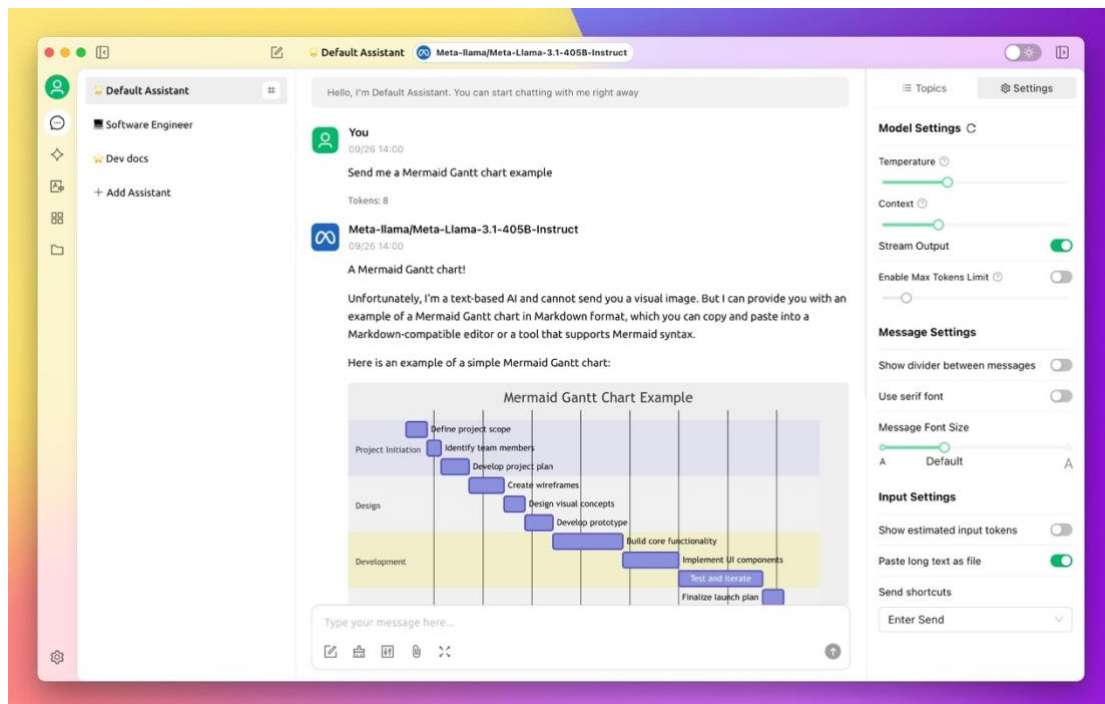 Default Assistant
Meta-llama/Meta-Llama-3.1-405B-Instruct
Default Assistant
Software Engineer
Dev docs
+ Add Assistant
Hello, I'm Default Assistant. You can start chatting with me right away
You
09/26 14:00
Send me a Mermaid Gantt chart example
Tokens: 8
Meta-llama/Meta-Llama-3.1-405B-Instruct
09/26 14:00
A Mermaid Gantt chart!
Unfortunately, I'm a text-based AI and cannot send you a visual image. But I can provide you with an
example of a Mermaid Gantt chart in Markdown format, which you can copy and paste into a
Markdown-compatible editor or a tool that supports Mermaid syntax.
Here is an example of a simple Mermaid Gantt chart:
Mermaid Gantt Chart Example
Define project scope
Project Initiation
Identify team members
Develop project plan
Create wireframes
Design
Design visual concepts
Develop prototype
Build core functionality
Development
Implement UI components
Test and iterate
Finalize launch plan
Type your message here...
Topics
Settings
Model Settings
Temperature
Context
Stream Output
Enable Max Tokens Limit
Message Settings
Show divider between messages
Use serif font
Message Font Size
A Default A
Input Settings
Show estimated input tokens
Paste long text as file
Send shortcuts
Enter Send